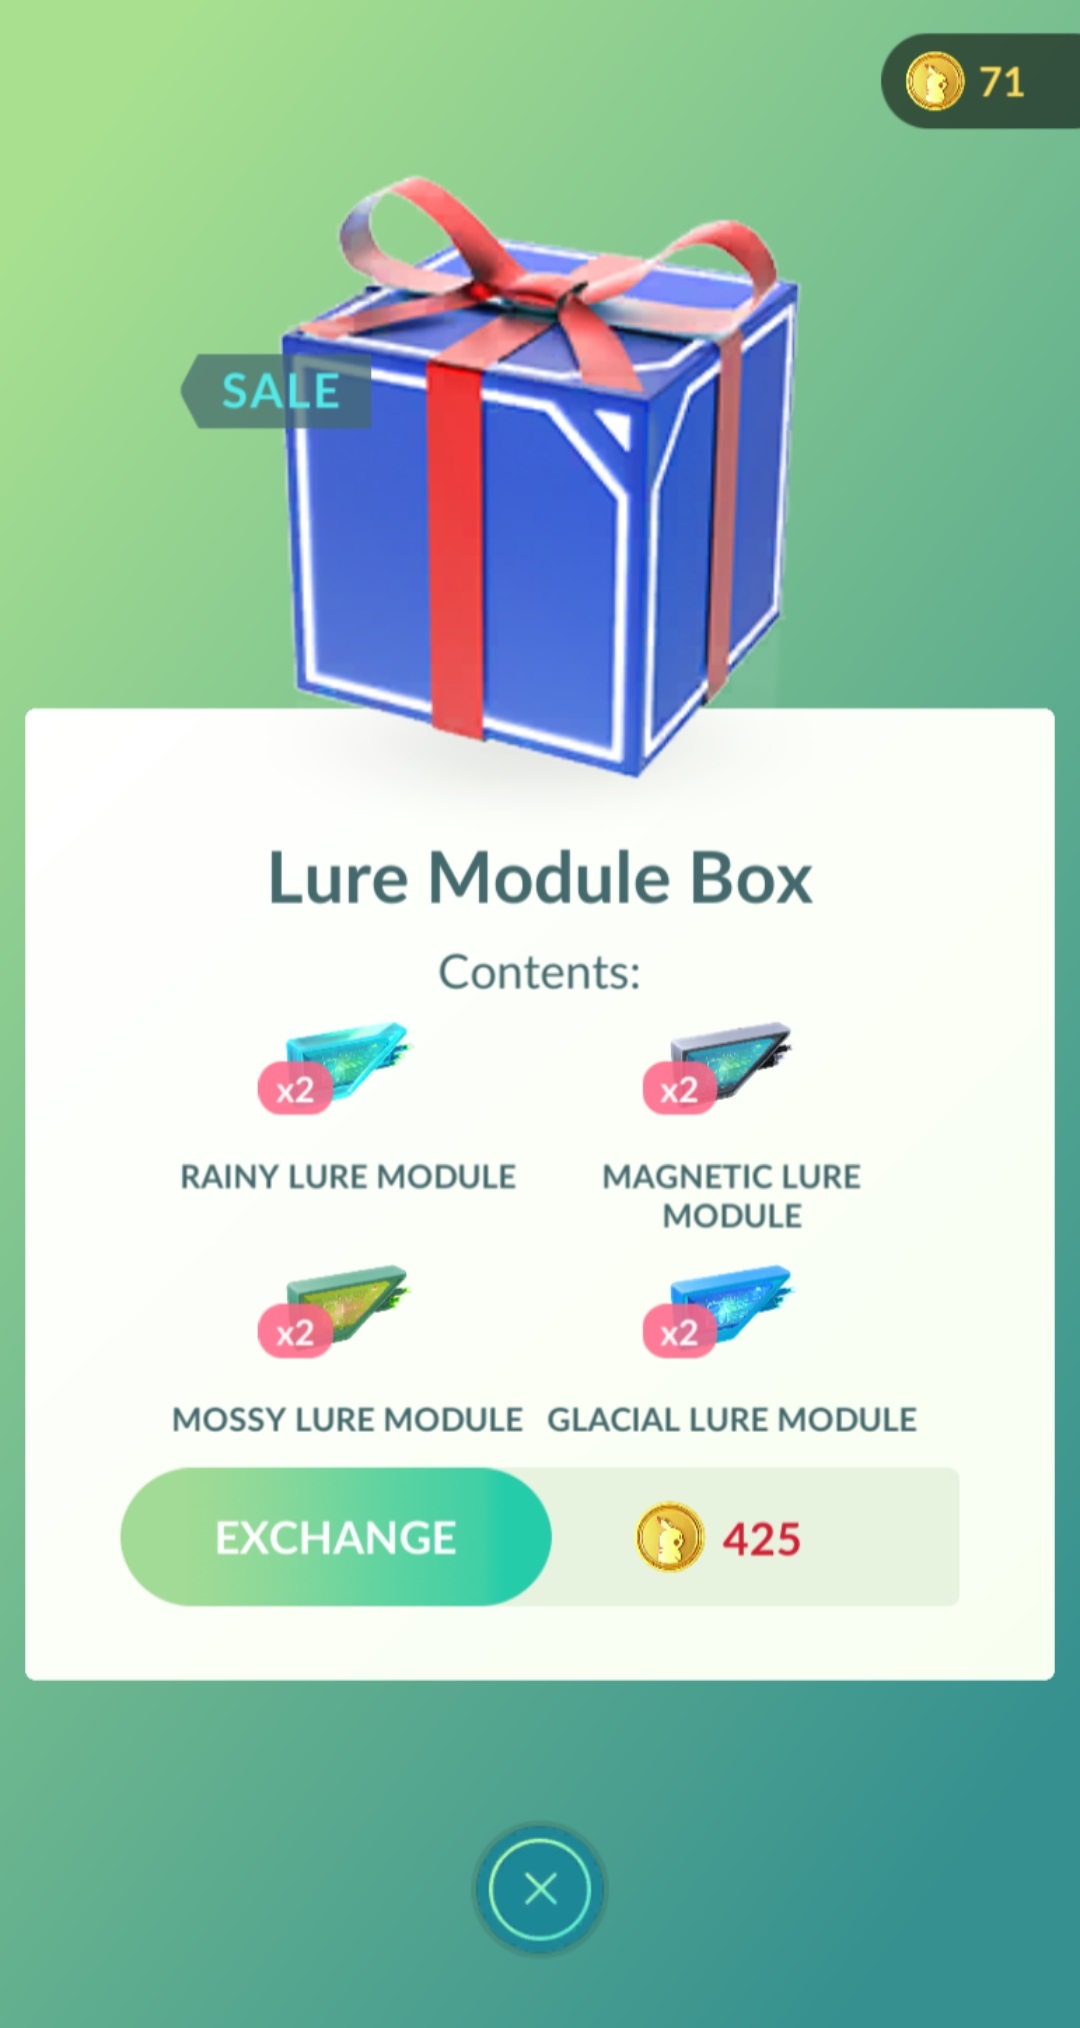 71
SALE
Lure Module Box
Contents:
x2
x2
RAINY LURE MODULE
MAGNETIC LURE
MODULE
x2
x2
MOSSY LURE MODULE
GLACIAL LURE MODULE
EXCHANGE
425